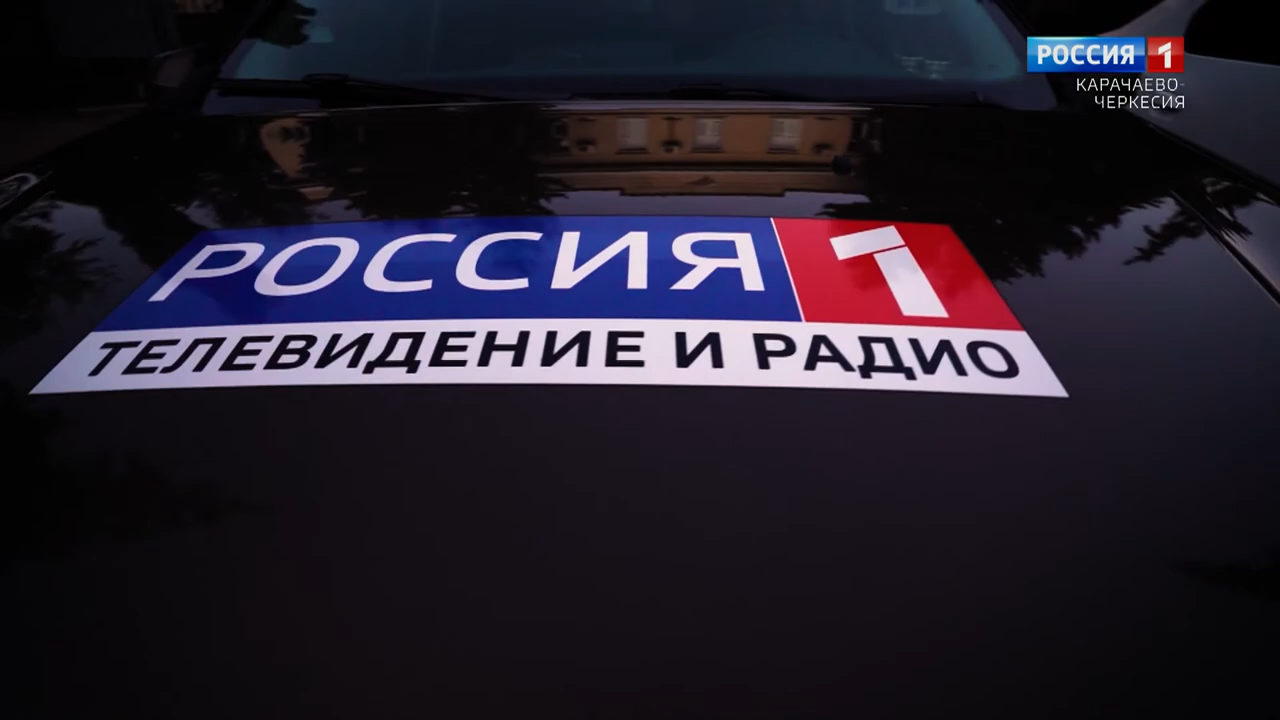 РОССИЯ 1
КАРАЧАЕВО-
ЧЕРКЕСИЯ
РОССИЯ 1
ТЕЛЕВИДЕНИЕ И РАДИО